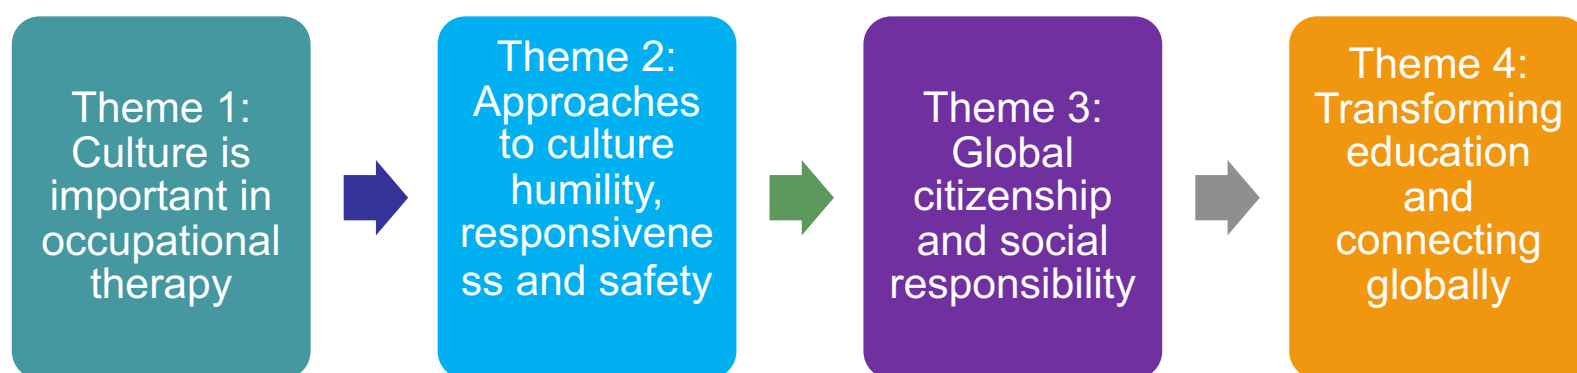 Theme 1:
Culture is
important in
occupational
therapy
Theme 2:
Approaches
to culture
humility,
responsivene
ss and safety
Theme 3:
Global
citizenship
and social
responsibility
Theme 4:
Transforming
education
and
connecting
globally